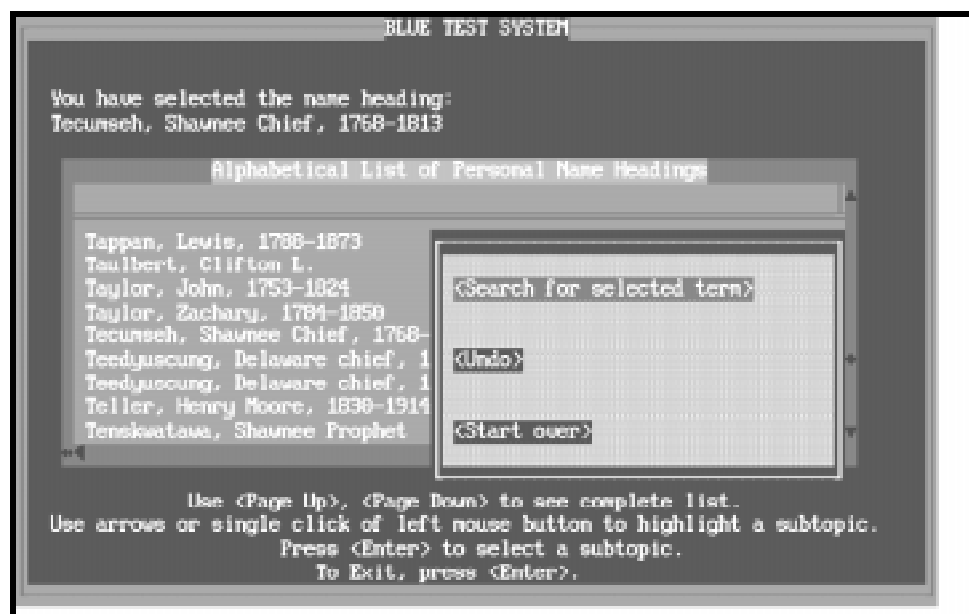 BLUE TEST SYSTEM
You have selected the name heading:
Tecumseh, Shawnee Chief, 1768-1813
Alphabetical List of Personal Name Headings
Tappan, Lewis, 1788-1873
Taulbert, Clifton L.
Taylor, John, 1753-1824
Taylor, Zachary, 1784-1850
Tecumseh, Shawnee Chief, 1768-
Teedyuscung, Delaware chief, 1
Teedyuscung, Delaware chief, 1
Teller, Henry Moore, 1830-1914
Tenskwatawa, Shawnee Prophet
<Search for selected term>
<Undo>
<Start over>
Use <Page Up>, <Page Down> to see complete list.
Use arrows or single click of left mouse button to highlight a subtopic.
Press <Enter> to select a subtopic.
To Exit, press <Enter>.